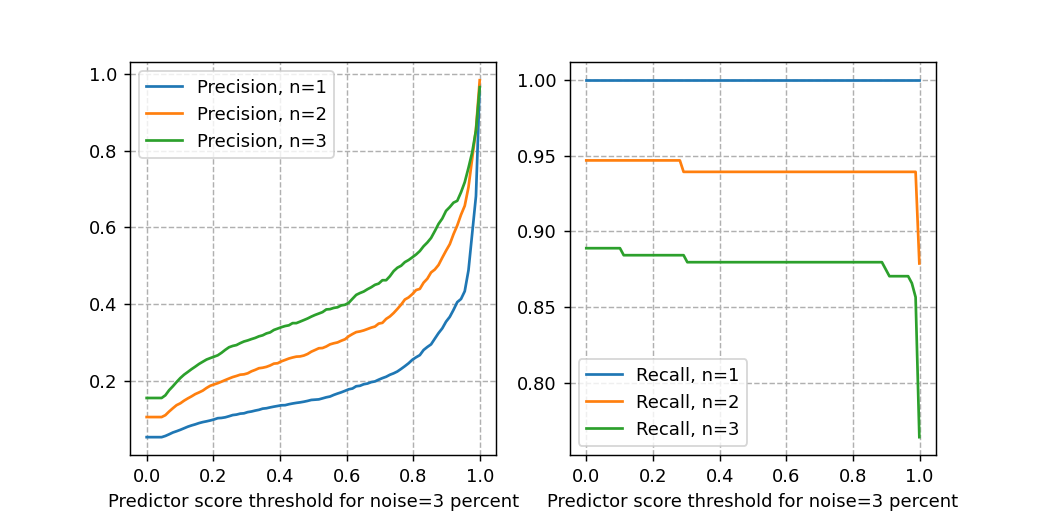 1.0
0.8
0.6
0.4
0.2
Precision, n=1
Precision, n=2
Precision, n=3
0.0 0.2 0.4 0.6 0.8 1.0
Predictor score threshold for noise=3 percent
1.00
0.95
0.90
0.85
0.80
Recall, n=1
Recall, n=2
Recall, n=3
0.0 0.2 0.4 0.6 0.8 1.0
Predictor score threshold for noise=3 percent